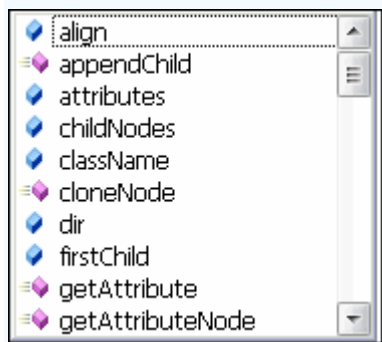 align
appendChild
attributes
childNodes
className
cloneNode
dir
firstChild
getAttribute
getAttributeNode